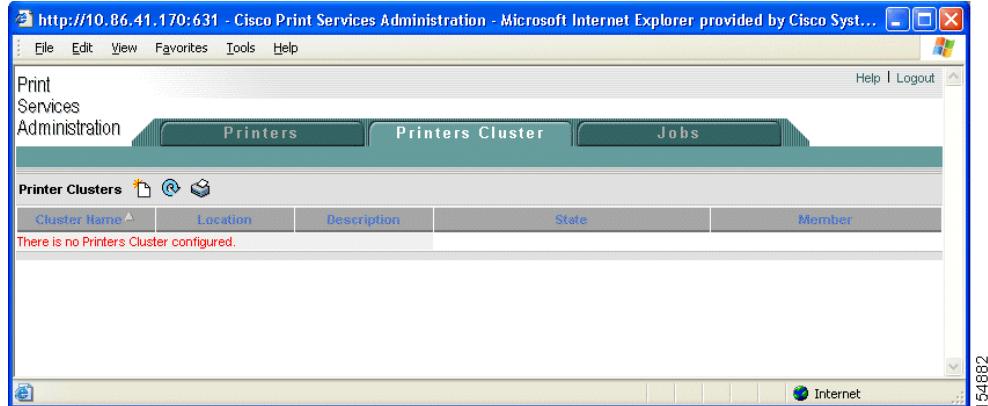 http://10.86.41.170:631 - Cisco Print Services Administration - Microsoft Internet Explorer provided by Cisco Syst...
File Edit View Favorites Tools Help
Help | Logout
Print
Services
Administration
Printers Printers Cluster Jobs
Printer Clusters
Cluster Name Location Description State Member
There is no Printers Cluster configured.
Internet
154882